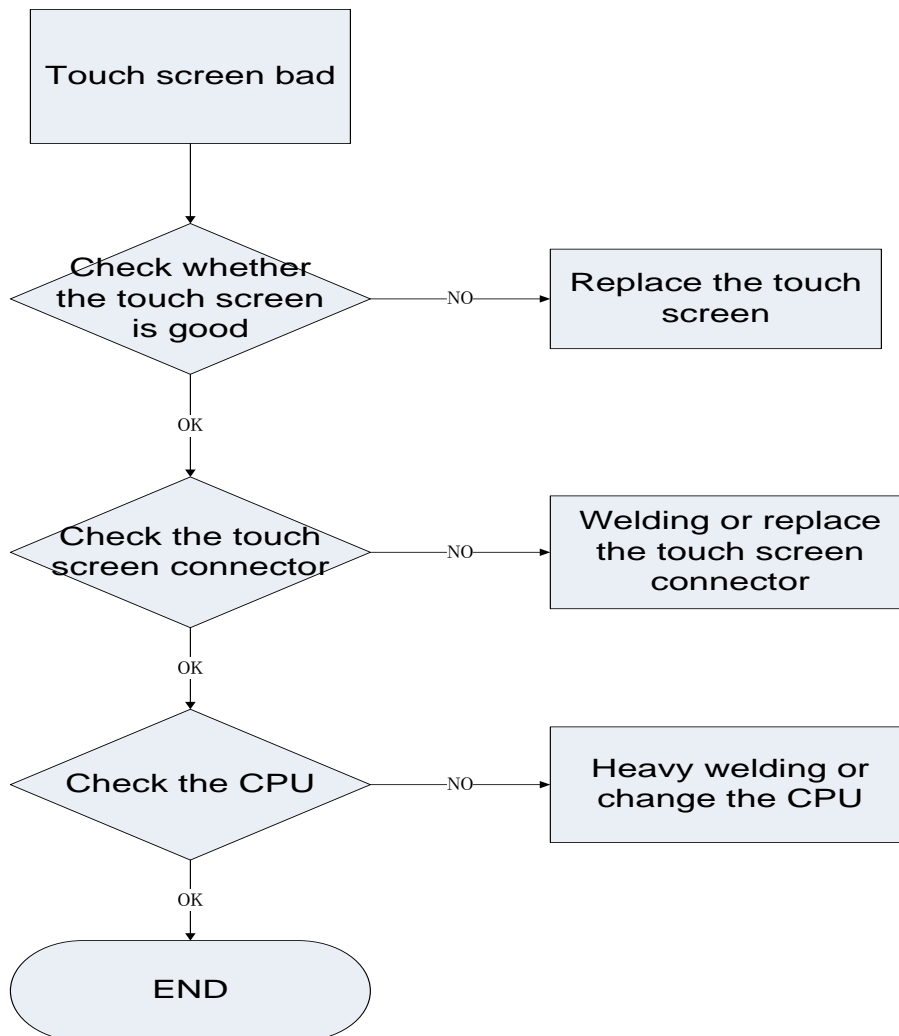 Touch screen bad
Check whether
the touch screen
is good
NO
Replace the touch
screen
OK
Check the touch
screen connector
NO
Welding or replace
the touch screen
connector
OK
Check the CPU
NO
Heavy welding or
change the CPU
OK
END